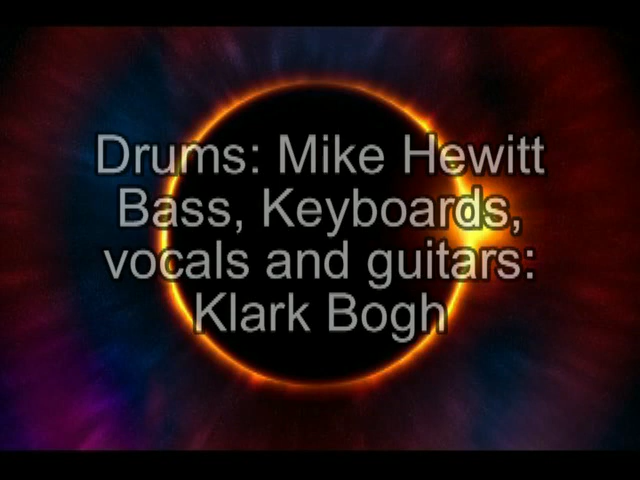 Drums: Mike Hewitt
Bass, Keyboards,
vocals and guitars:
Klark Bogh